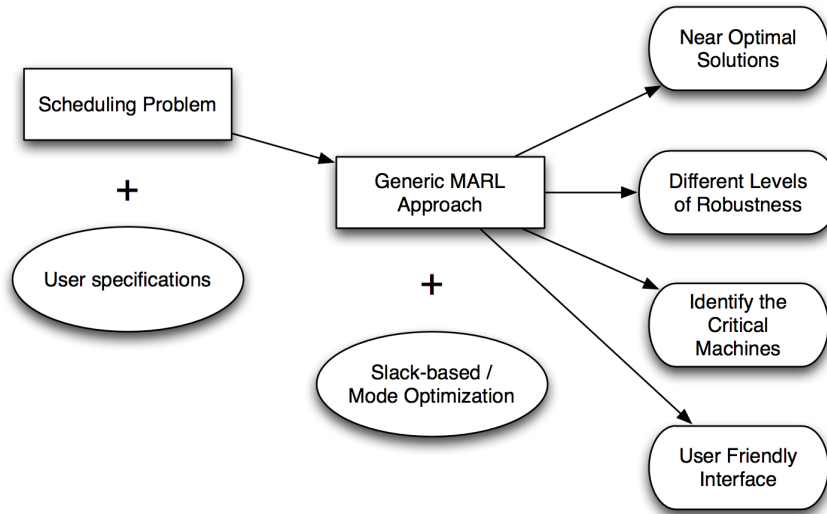 Near Optimal
Solutions
Scheduling Problem
Generic MARL
Approach
Different Levels
of Robustness
+
User specifications
+
Identify the
Critical
Machines
Slack-based /
Mode Optimization
User Friendly
Interface